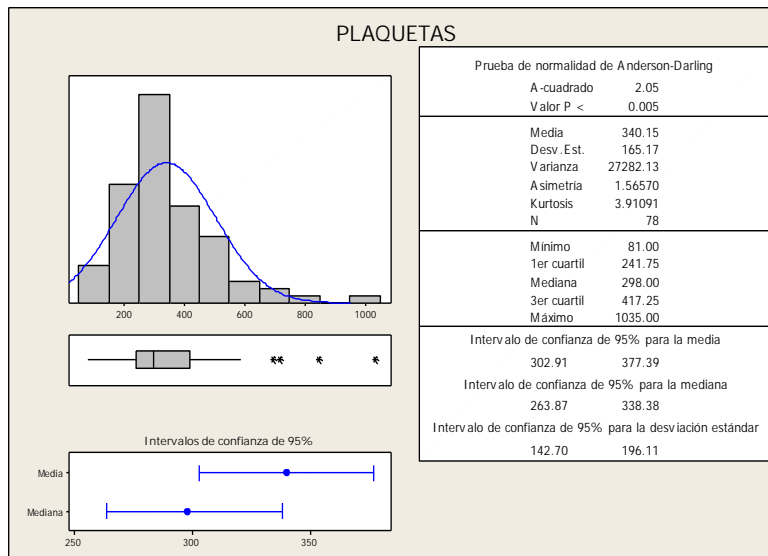 PLAQUETAS
200 400 600 800 1000
Intervalos de confianza de 95%
Media
Mediana
250 300 350
Prueba de normalidad de Anderson-Darling
A-cuadrado 2.05
Valor P < 0.005
Media 340.15
Desv.Est. 165.17
Varianza 27282.13
Asimetría 1.56570
Kurtosis 3.91091
N 78
Mínimo 81.00
1er cuartil 241.75
Mediana 298.00
3er cuartil 417.25
Máximo 1035.00
Intervalo de confianza de 95% para la media
302.91 377.39
Intervalo de confianza de 95% para la mediana
263.87 338.38
Intervalo de confianza de 95% para la desviación estándar
142.70 196.11